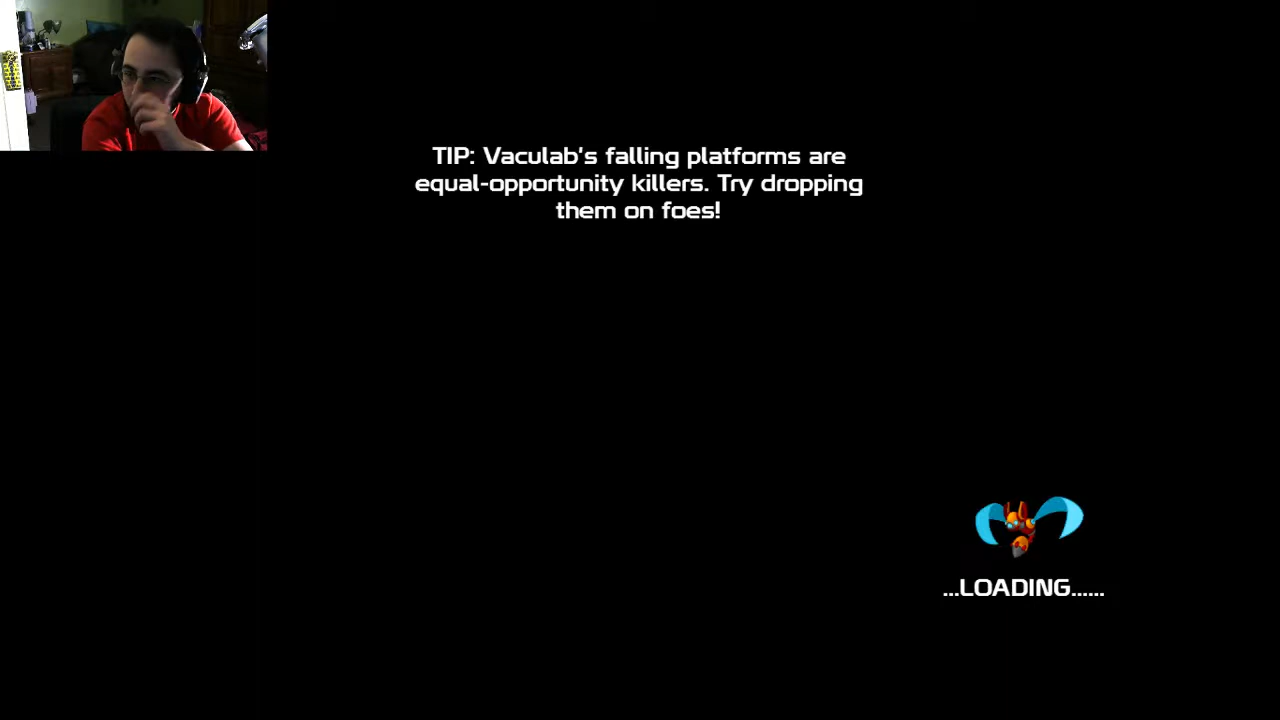 TIP: Vaculab's falling platforms are
equal-opportunity killers. Try dropping
them on foes!
...LOADING......